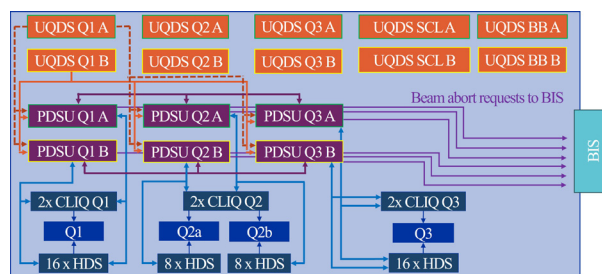 UQDS Q1 A
UQDS Q2 A
UQDS Q3 A
UQDS SCL A
UQDS BB A
UQDS Q1 B
UQDS Q2 B
UQDS Q3 B
UQDS SCL B
UQDS BB B
Beam abort requests to BIS
PDSU Q1 A
PDSU Q2 A
PDSU Q3 A
PDSU Q1 B
PDSU Q2 B
PDSU Q3 B
BIS
2x CLIQ Q1
2x CLIQ Q2
2x CLIQ Q3
Q1
Q2a
Q2b
Q3
16 x HDS
8 x HDS
8 x HDS
16 x HDS